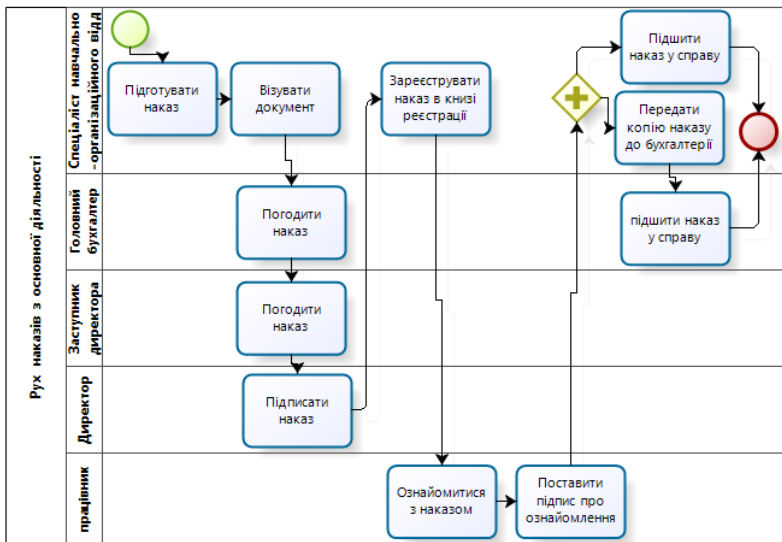 Рух наказів з основної діяльності
Спеціаліст навчально
–організаційного відд
Підготувати
наказ
Візувати
документ
Зареєструвати
наказ в книзі
реєстрації
Підшити
наказ у справу
Передати
копію наказу
до бухгалтерії
Головний
бухгалтер
Погодити
наказ
підшити наказ
у справу
Заступник
директора
Погодити
наказ
Директор
Підписати
наказ
працівник
Ознайомитися
з наказом
Поставити
підпис про
ознайомлення